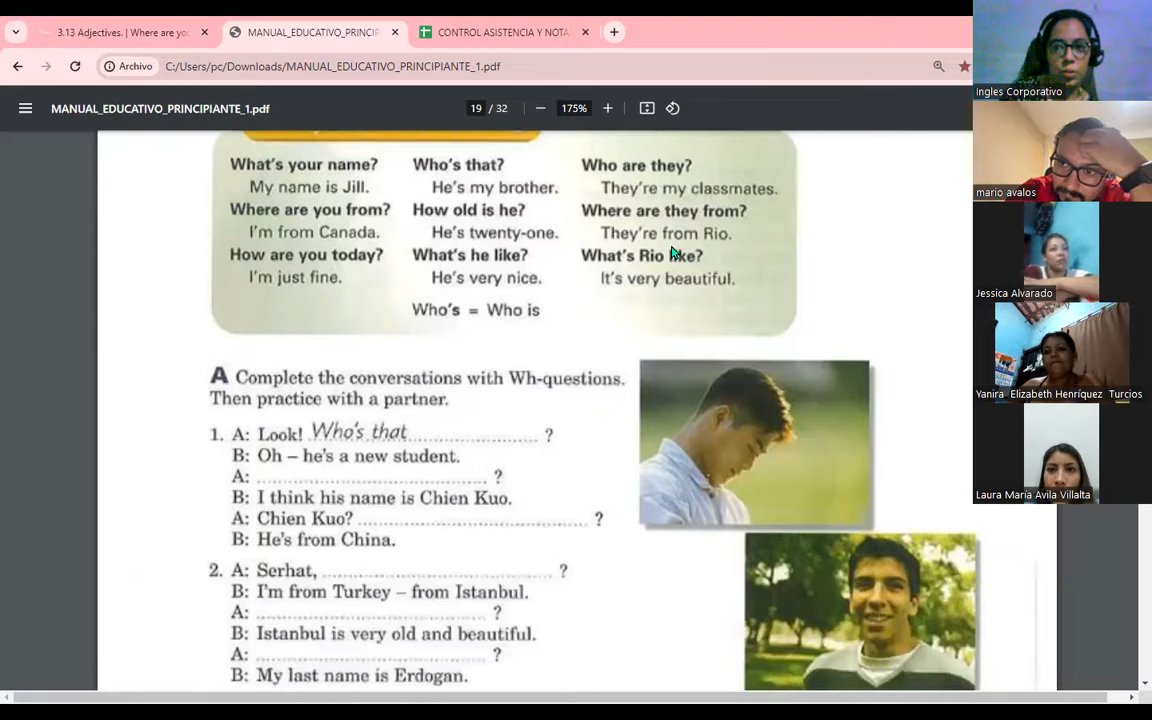 3.13 Adjectives. | Where are yo
MANUAL_EDUCATIVO_PRINCIP
CONTROL ASISTENCIA Y NOTA
Archivo
C:/Users/pc/Downloads/MANUAL_EDUCATIVO_PRINCIPIANTE_1.pdf
MANUAL_EDUCATIVO_PRINCIPIANTE_1.pdf
19 / 32
175%
What's your name?
My name is Jill.
Where are you from?
I'm from Canada.
How are you today?
I'm just fine.
Who's that?
He's my brother.
How old is he?
He's twenty-one.
What's he like?
He's very nice.
Who's = Who is
Who are they?
They're my classmates.
Where are they from?
They're from Rio.
What's Rio like?
It's very beautiful.
A Complete the conversations with Wh-questions.
Then practice with a partner.
1. A: Look! Who's that ?
B: Oh – he's a new student.
A: ?
B: I think his name is Chien Kuo.
A: Chien Kuo? ?
B: He's from China.
2. A: Serhat, ?
B: I'm from Turkey – from Istanbul.
A: ?
B: Istanbul is very old and beautiful.
A: ?
B: My last name is Erdogan.
Ingles Corporativo
mario avalos
Jessica Alvarado
Yanira Elizabeth Henríquez Turcios
Laura María Avila Villalta